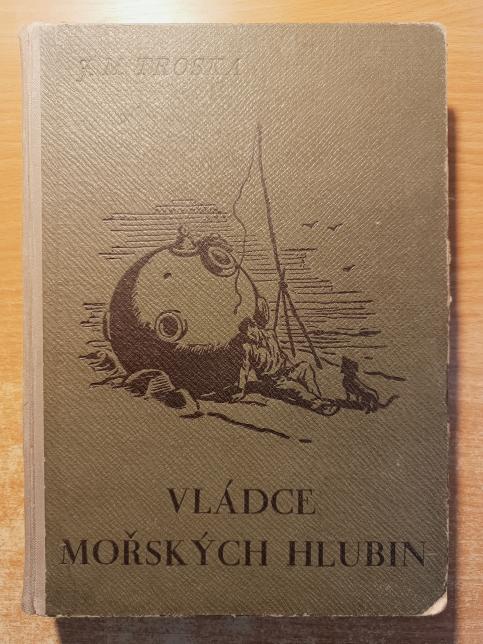 J. M. TROSKA
VLÁDCE
MOŘSKÝCH HLUBIN